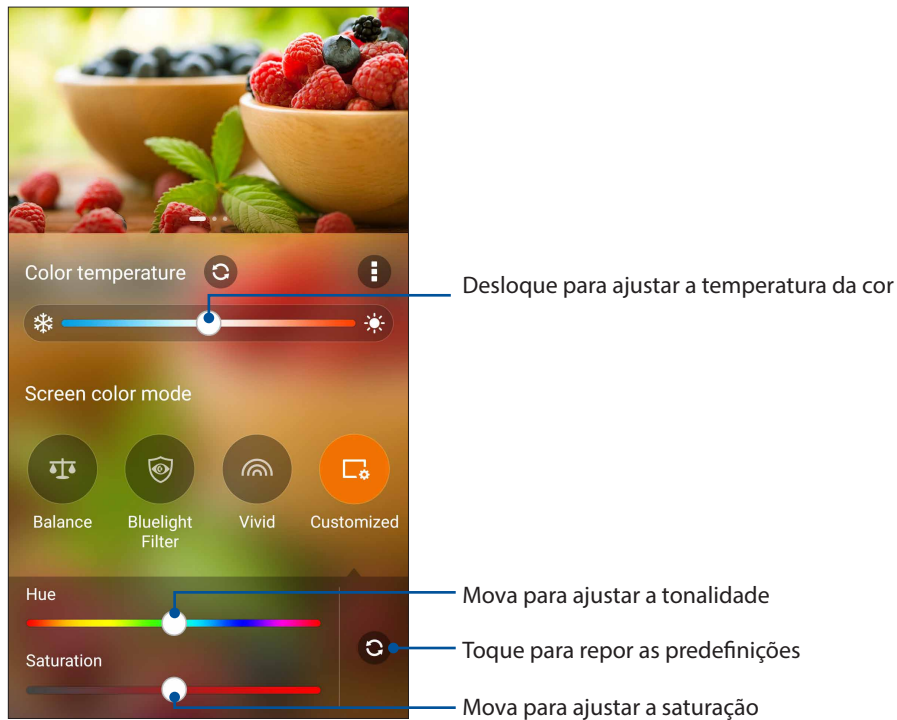 Color temperature
Desloque para ajustar a temperatura da cor
Screen color mode
Balance
Bluelight
Filter
Vivid
Customized
Hue
Mova para ajustar a tonalidade
Toque para repor as predefinições
Saturation
Mova para ajustar a saturação